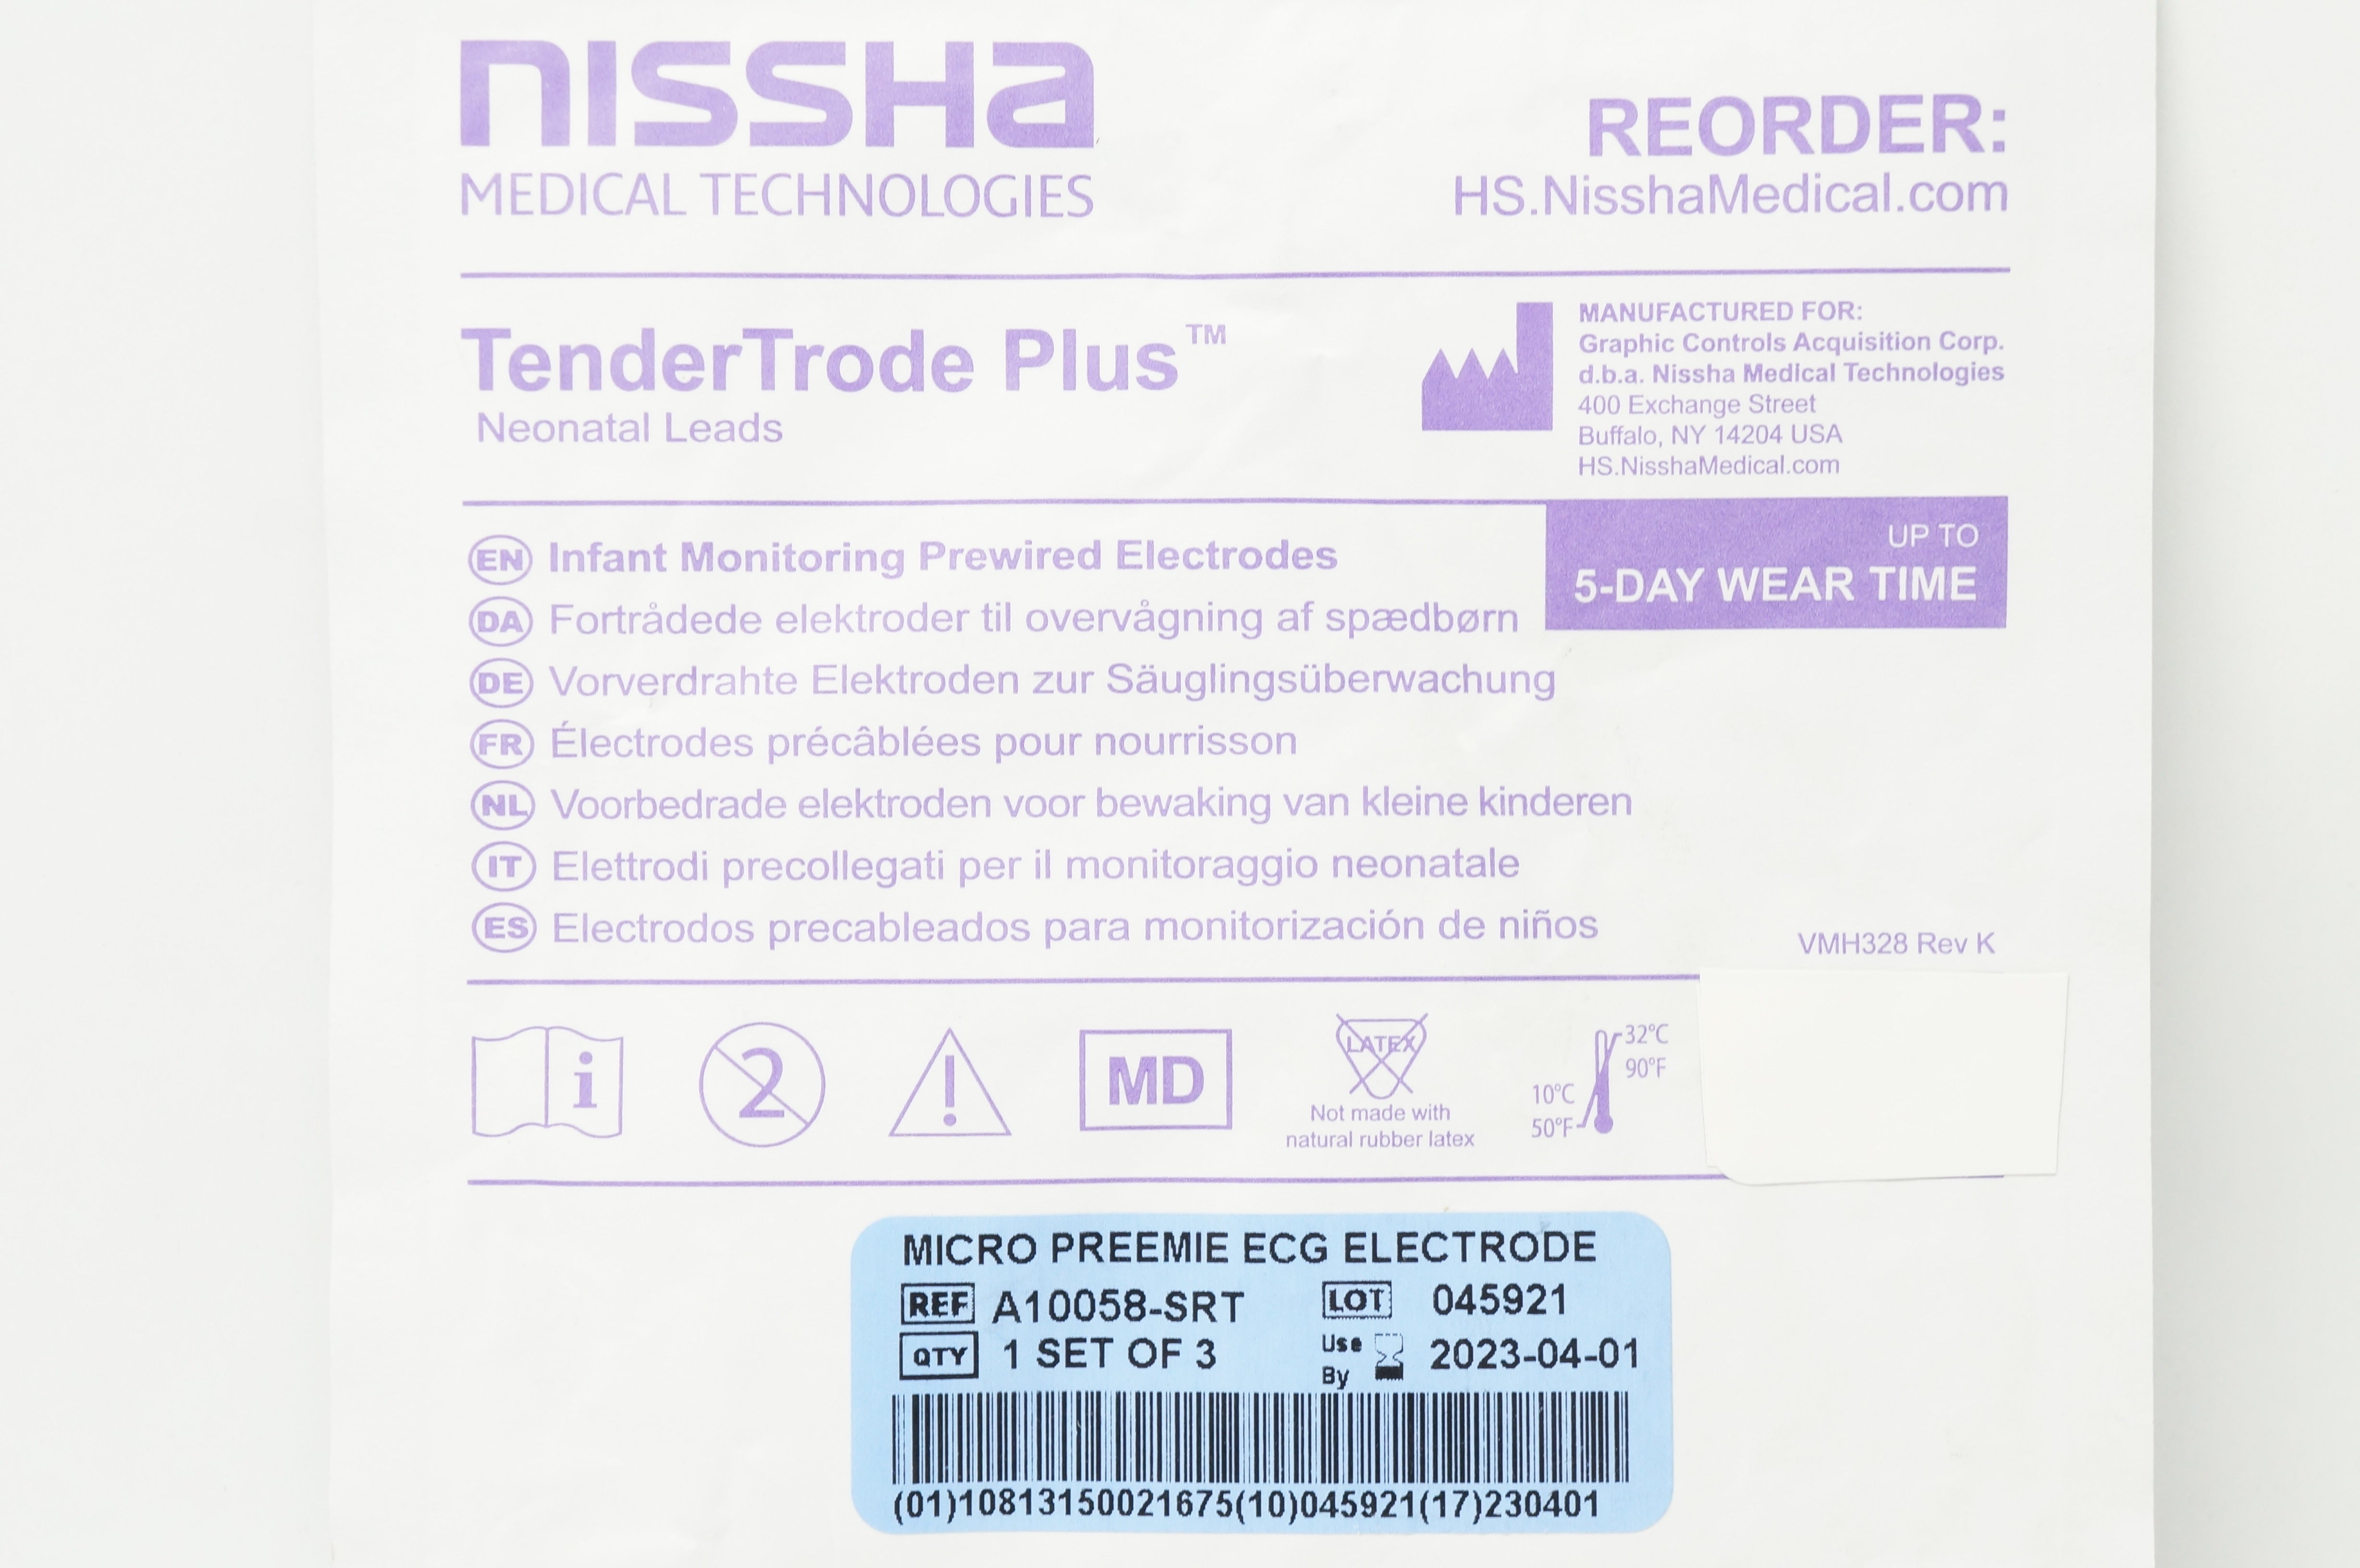 nissha
MEDICAL TECHNOLOGIES
REORDER:
HS.NisshaMedical.com
TenderTrode Plus™
Neonatal Leads
MANUFACTURED FOR:
Graphic Controls Acquisition Corp.
d.b.a. Nissha Medical Technologies
400 Exchange Street
Buffalo, NY 14204 USA
HS.NisshaMedical.com
UP TO
5-DAY WEAR TIME
EN Infant Monitoring Prewired Electrodes
DA Fortrådede elektroder til overvågning af spædbørn
DE Vorverdrahte Elektroden zur Säuglingsüberwachung
FR Électrodes précâblées pour nourrisson
NL Voorbedrade elektroden voor bewaking van kleine kinderen
IT Elettrodi precollegati per il monitoraggio neonatale
ES Electrodos precableados para monitorización de niños
VMH328 Rev K
i
2
!
MD
LATEX
Not made with
natural rubber latex
32°C
90°F
10°C
50°F
MICRO PREEMIE ECG ELECTRODE
REF A10058-SRT LOT 045921
QTY 1 SET OF 3 Use By 2023-04-01
(01)10813150021675(10)045921(17)230401